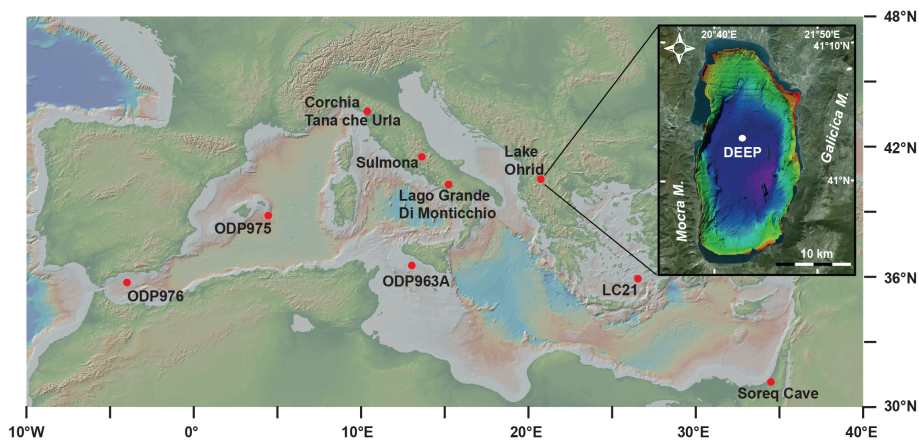 48°N
20°40'E
21°50'E
41°10'N
Corchia
Tana che Urla
Galicica M.
42°N
Lake
Ohrid
DEEP
Sulmona
41°N
Lago Grande
Di Monticchio
Mocra M.
ODP975
10 km
ODP963A
36°N
LC21
ODP976
Soreq Cave
30°N
10°W
0°
10°E
20°E
30°E
40°E